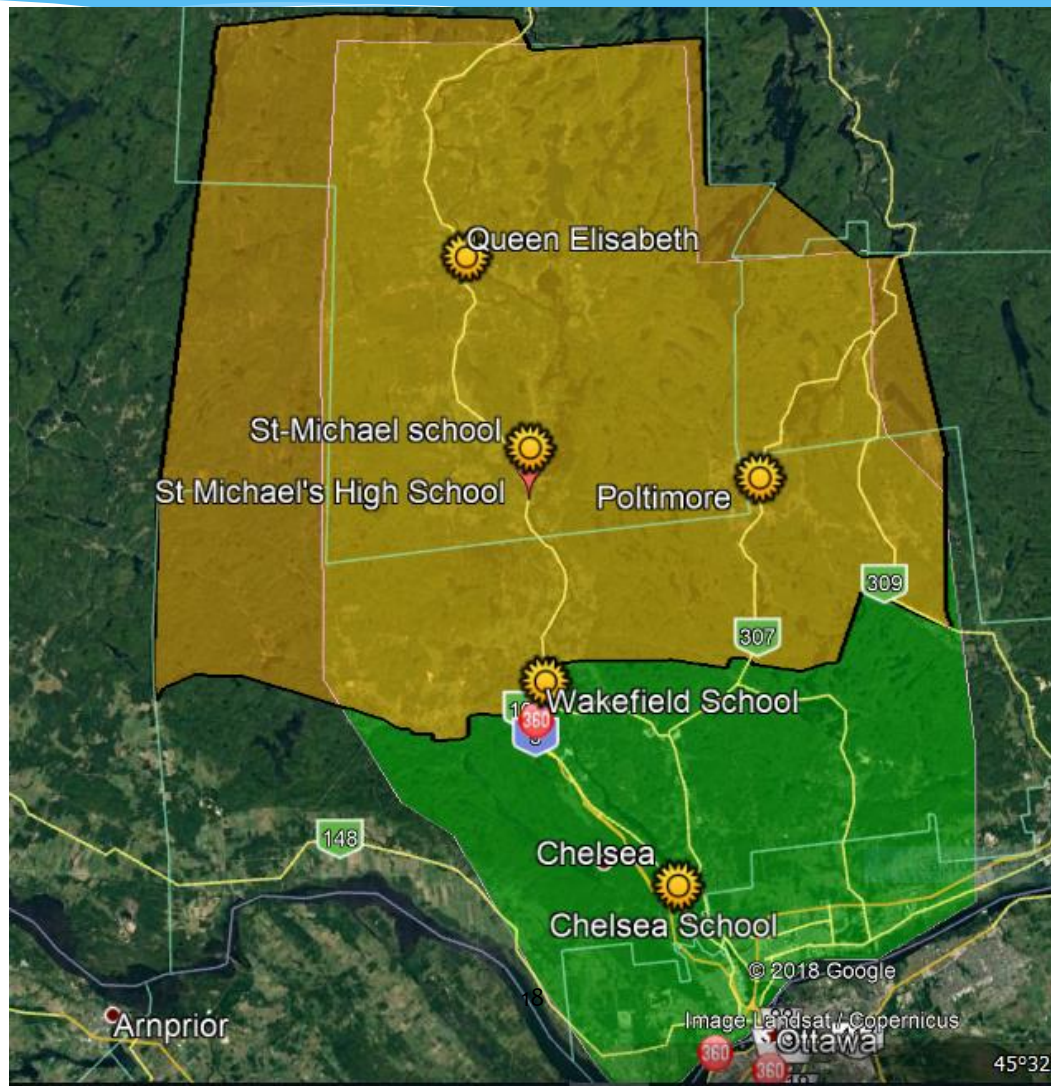 Queen Elisabeth
St-Michael school
St Michael's High School
Poltimore
309
307
Wakefield School
360
148
Chelsea
Chelsea School
© 2018 Google
18
Image Landsat / Copernicus
Arnprior
Ottawa
360
360
45°32